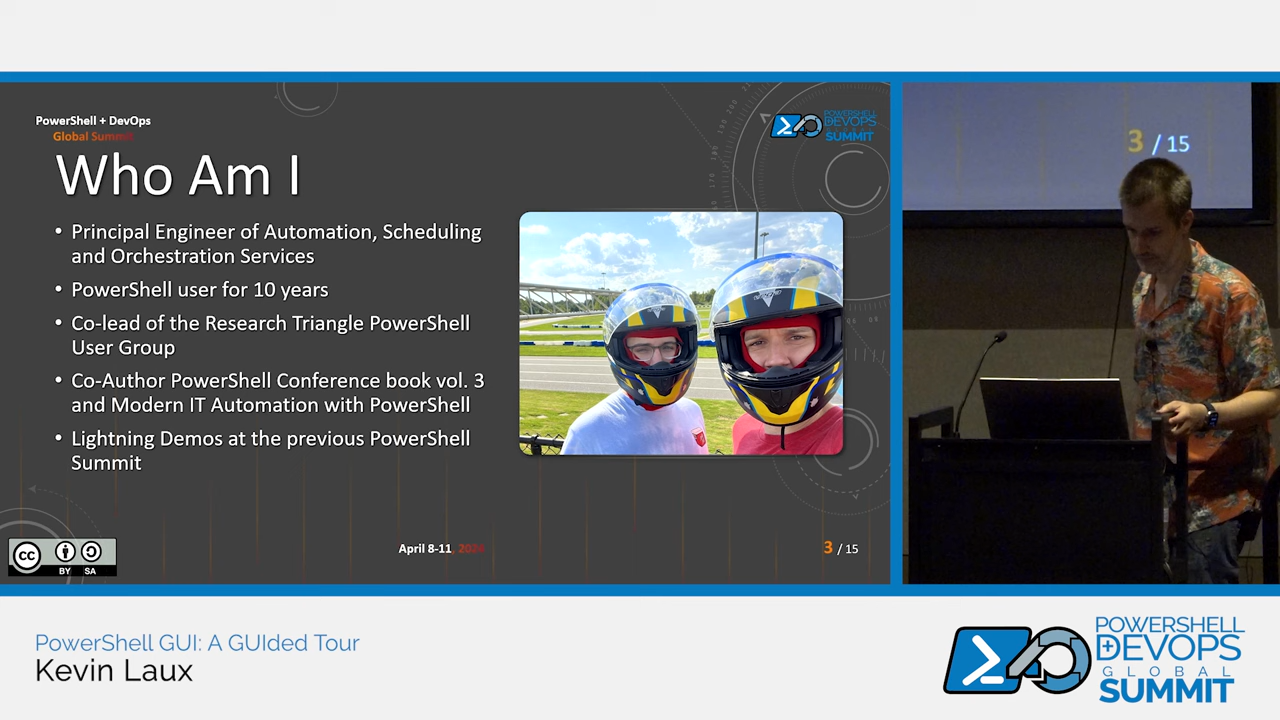 PowerShell + DevOps
Global Summit
POWERSHELL
DEVOPS
GLOBAL
SUMMIT
Who Am I
• Principal Engineer of Automation, Scheduling
and Orchestration Services
• PowerShell user for 10 years
• Co-lead of the Research Triangle PowerShell
User Group
• Co-Author PowerShell Conference book vol. 3
and Modern IT Automation with PowerShell
• Lightning Demos at the previous PowerShell
Summit
cc
BY SA
April 8-11, 2024
3 / 15
3 / 15
PowerShell GUI: A GUIded Tour
Kevin Laux
POWERSHELL
DEVOPS
GLOBAL
SUMMIT